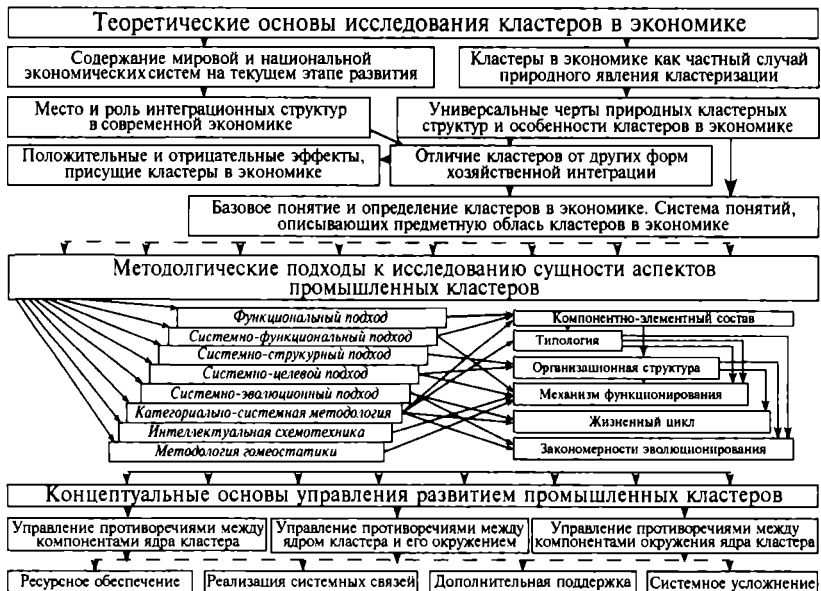 Теоретические основы исследования кластеров в экономике
Содержание мировой и национальной
экономических систем на текущем этапе развития
Кластеры в экономике как частный случай
природного явления кластеризации
Место и роль интеграционных структур
в современной экономике
Универсальные черты природных кластерных
структур и особенности кластеров в экономике
Положительные и отрицательные эффекты,
присущие кластеры в экономике
Отличие кластеров от других форм
хозяйственной интеграции
Базовое понятие и определение кластеров в экономике. Система понятий,
описывающих предметную облась кластеров в экономике
Методолгические подходы к исследованию сущности аспектов
промышленных кластеров
Функциональный подход
Системно-функциональный подход
Системно-струкурный подход
Системно-целевой подход
Системно-эволюционный подход
Категориально-системная методология
Интеллектуальная схемотехника
Методология гомеостатики
Компонентно-элементный состав
Типология
Организационная структура
Механизм функционирования
Жизненный цикл
Закономерности эволюционирования
Концептуальные основы управления развитием промышленных кластеров
Управление противоречиями между
компонентами ядра кластера
Управление противоречиями между
ядром кластера и его окружением
Управление противоречиями между
компонентами окружения ядра кластера
Ресурсное обеспечение
Реализация системных связей
Дополнительная поддержка
Системное усложнение